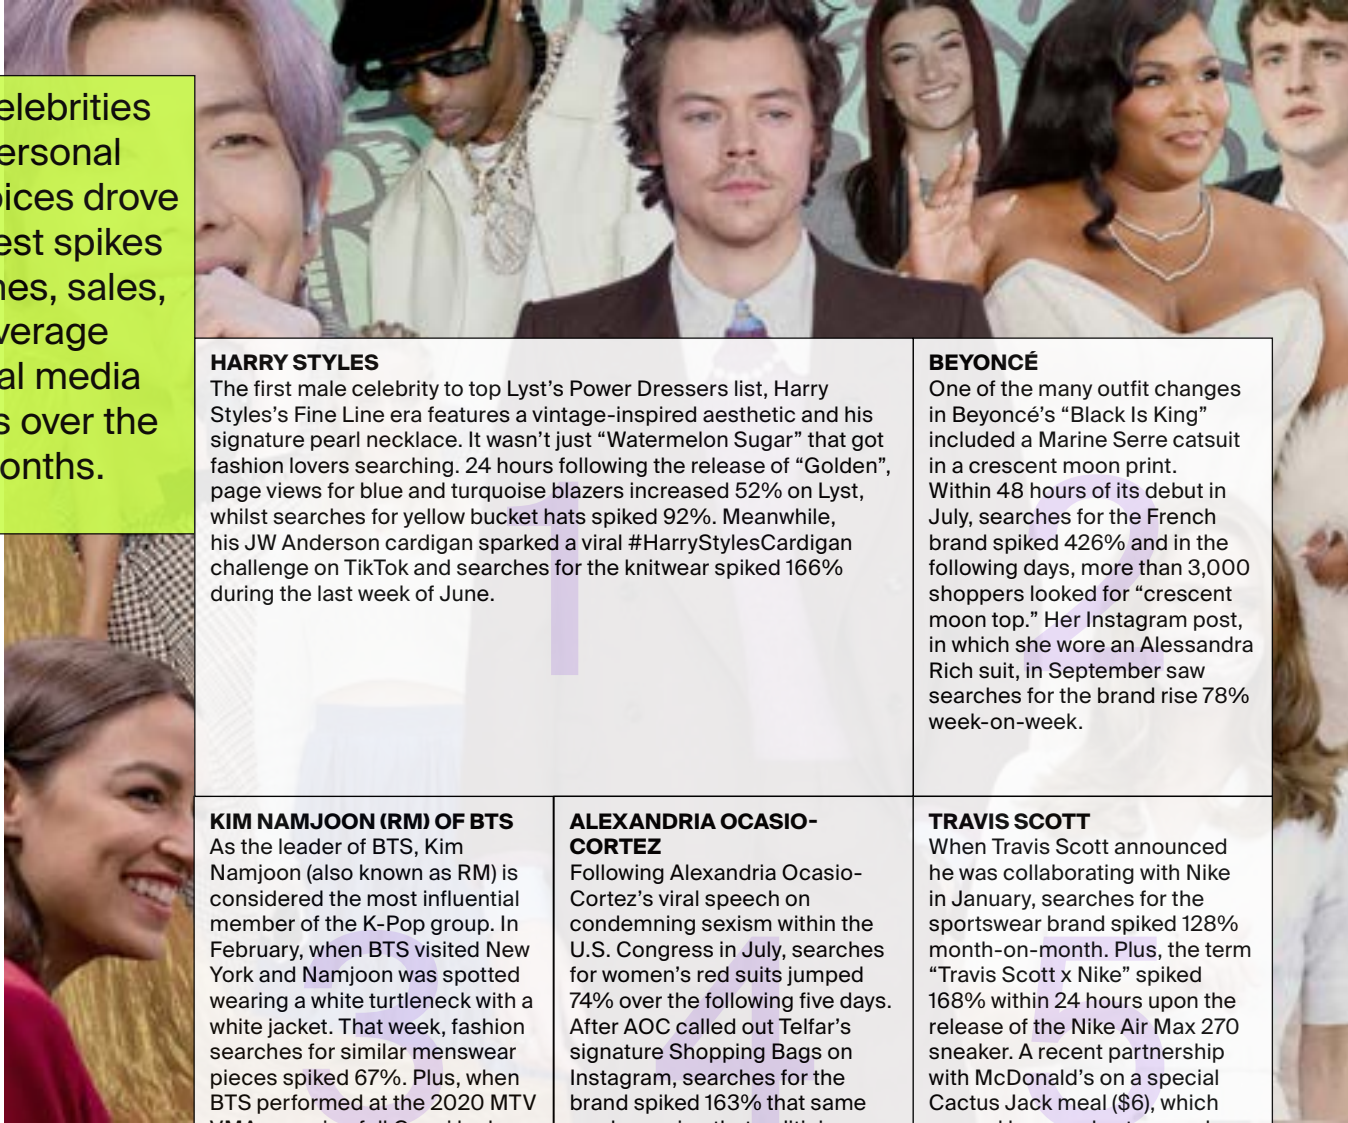 elebrities
ersonal
ices drove
est spikes
es, sales,
verage
al media
s over the
onths.
HARRY STYLES
The first male celebrity to top Lyst’s Power Dressers list, Harry
Styles’s Fine Line era features a vintage-inspired aesthetic and his
signature pearl necklace. It wasn’t just “Watermelon Sugar” that got
fashion lovers searching. 24 hours following the release of “Golden”,
page views for blue and turquoise blazers increased 52% on Lyst,
whilst searches for yellow bucket hats spiked 92%. Meanwhile,
his JW Anderson cardigan sparked a viral #HarryStylesCardigan
challenge on TikTok and searches for the knitwear spiked 166%
during the last week of June.
1
BEYONCÉ
One of the many outfit changes
in Beyoncé’s “Black Is King”
included a Marine Serre catsuit
in a crescent moon print.
Within 48 hours of its debut in
July, searches for the French
brand spiked 426% and in the
following days, more than 3,000
shoppers looked for “crescent
moon top.” Her Instagram post,
in which she wore an Alessandra
Rich suit, in September saw
searches for the brand rise 78%
week-on-week.
2
KIM NAMJOON (RM) OF BTS
As the leader of BTS, Kim
Namjoon (also known as RM) is
considered the most influential
member of the K-Pop group. In
February, when BTS visited New
York and Namjoon was spotted
wearing a white turtleneck with a
white jacket. That week, fashion
searches for similar menswear
pieces spiked 67%. Plus, when
BTS performed at the 2020 MTV
3
ALEXANDRIA OCASIO-
CORTEZ
Following Alexandria Ocasio-
Cortez’s viral speech on
condemning sexism within the
U.S. Congress in July, searches
for women’s red suits jumped
74% over the following five days.
After AOC called out Telfar’s
signature Shopping Bags on
Instagram, searches for the
brand spiked 163% that same
4
TRAVIS SCOTT
When Travis Scott announced
he was collaborating with Nike
in January, searches for the
sportswear brand spiked 128%
month-on-month. Plus, the term
“Travis Scott x Nike” spiked
168% within 24 hours upon the
release of the Nike Air Max 270
sneaker. A recent partnership
with McDonald’s on a special
Cactus Jack meal ($6), which
5